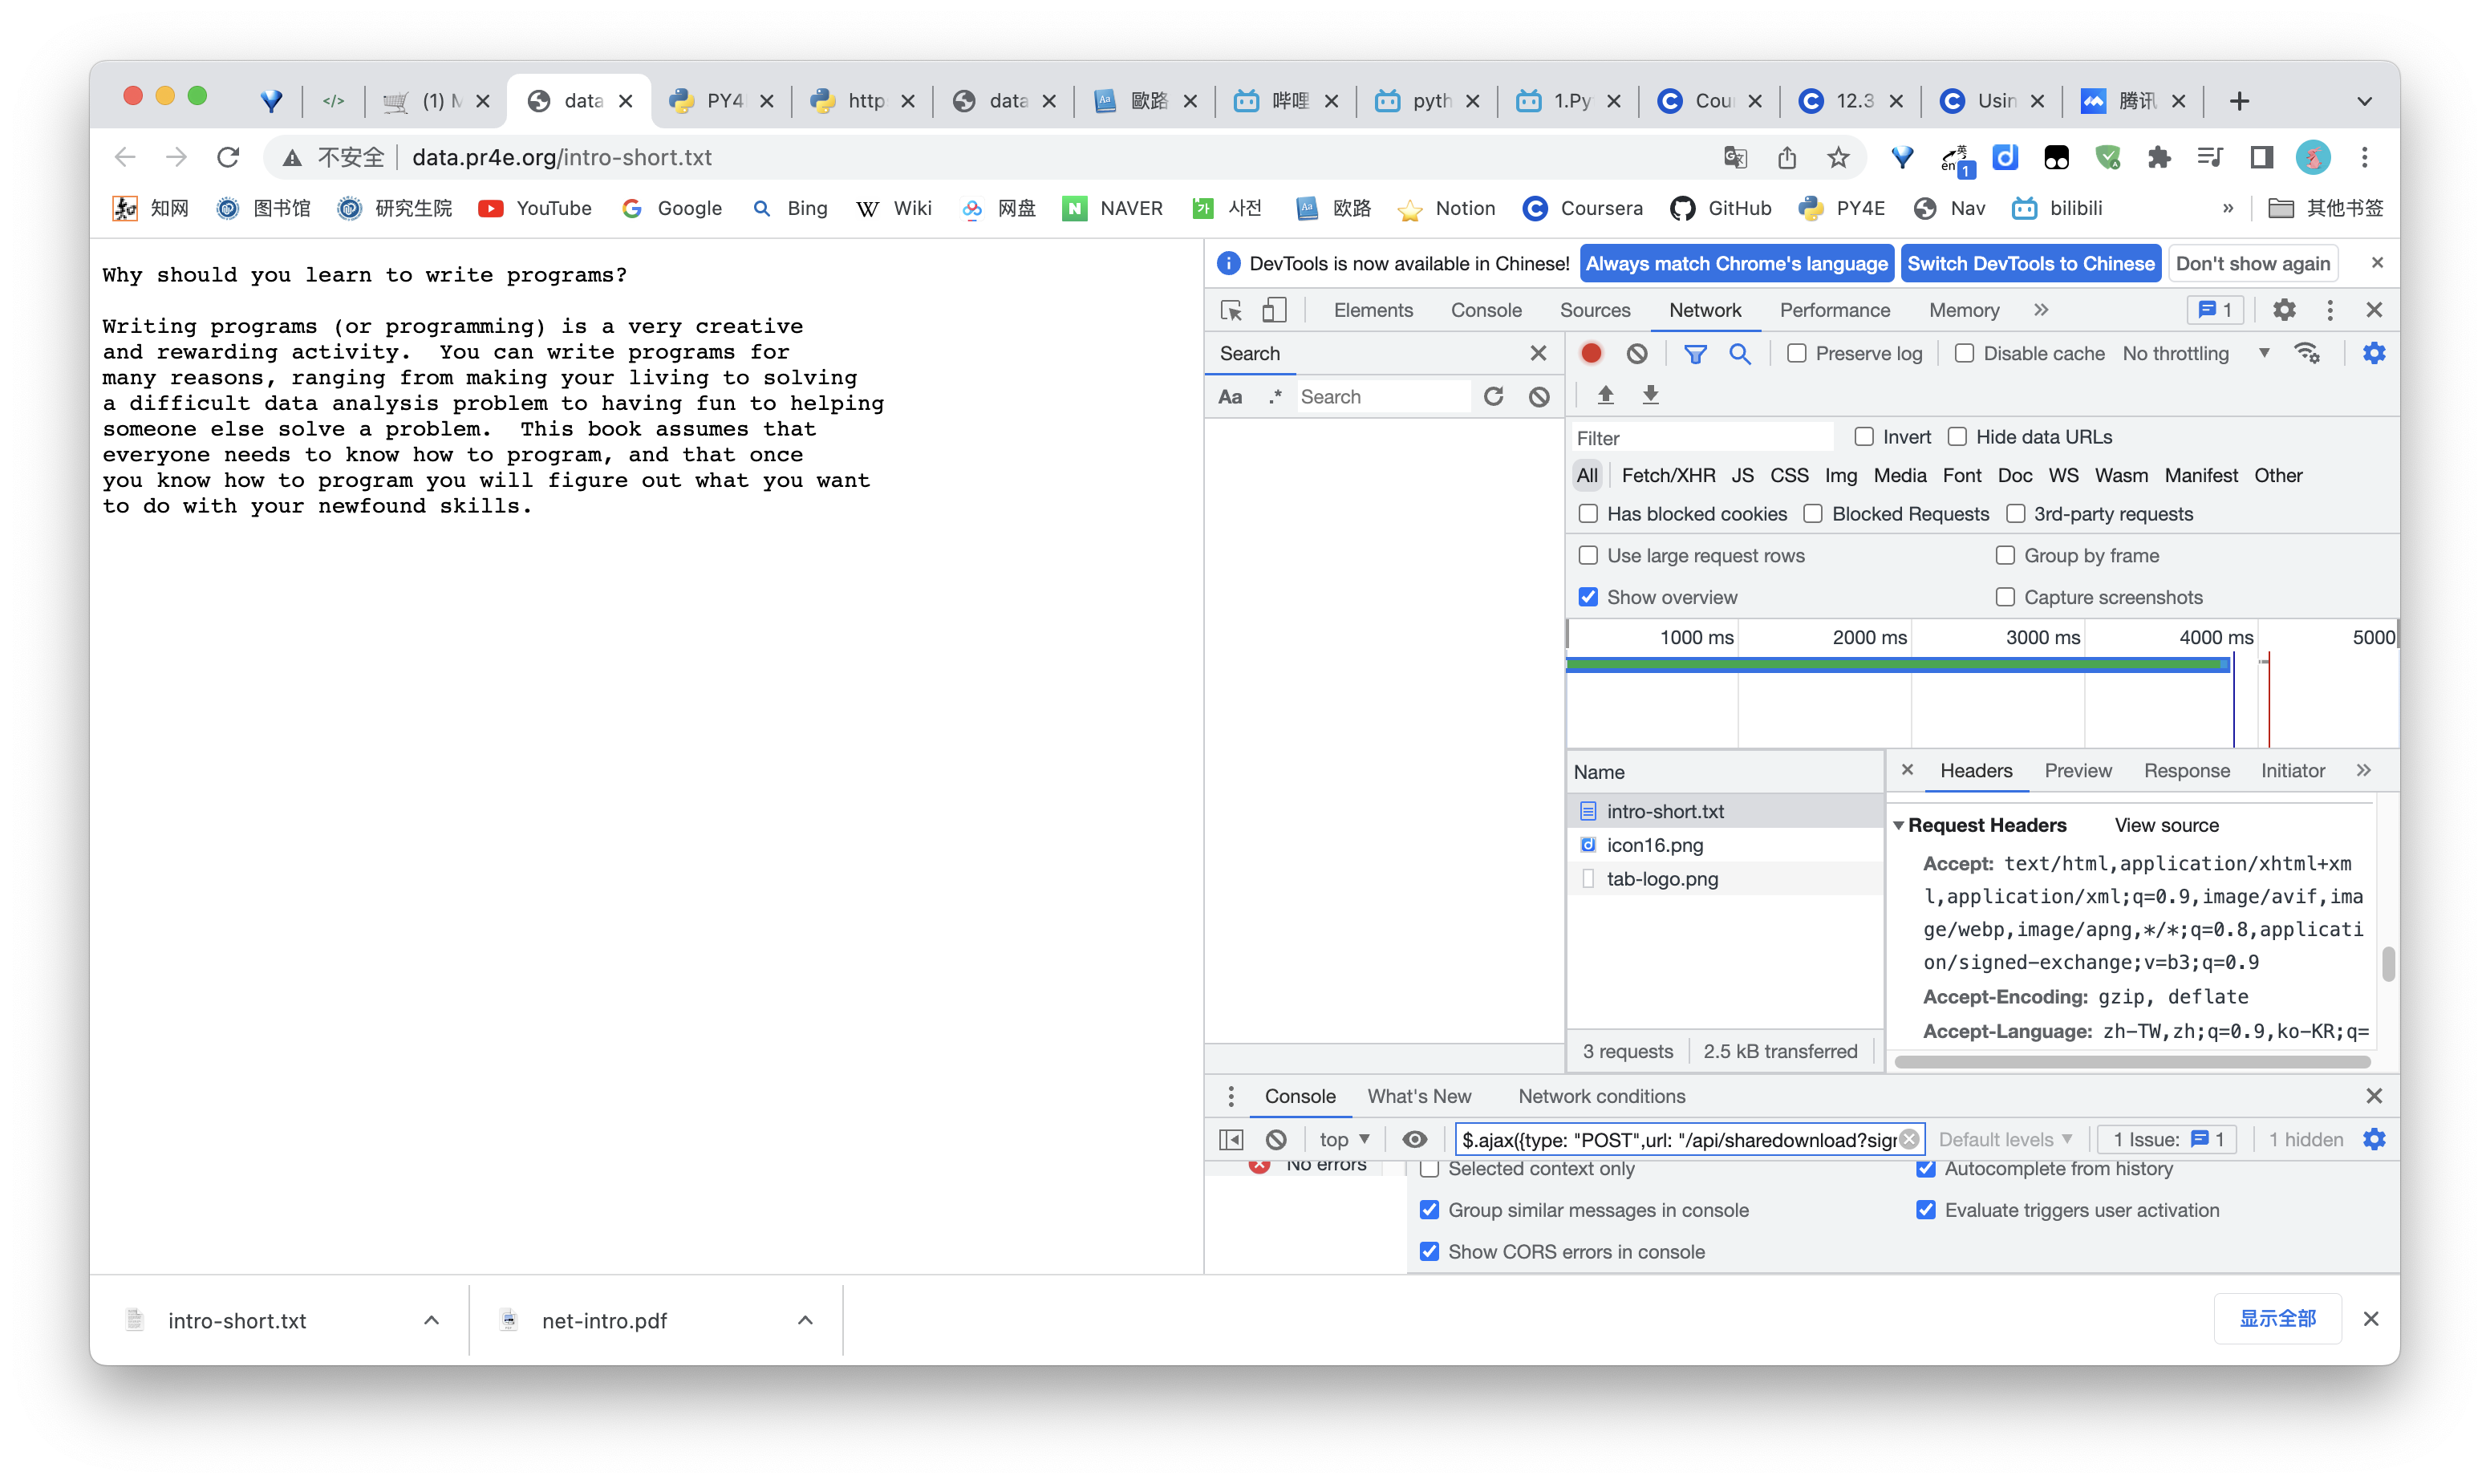 </>
(1) M
data
PY4
http
data
歐路
哔哩
pyth
1.Py
Cou
12.3
Usin
腾讯
不安全 data.pr4e.org/intro-short.txt
英 en 1
知网 图书馆 研究生院 YouTube Google Bing Wiki 网盘 NAVER 사전 欧路 Notion Coursera GitHub PY4E Nav bilibili » 其他书签
Why should you learn to write programs?
Writing programs (or programming) is a very creative
and rewarding activity.  You can write programs for
many reasons, ranging from making your living to solving
a difficult data analysis problem to having fun to helping
someone else solve a problem.  This book assumes that
everyone needs to know how to program, and that once
you know how to program you will figure out what you want
to do with your newfound skills.
DevTools is now available in Chinese! Always match Chrome's language Switch DevTools to Chinese Don't show again
Elements Console Sources Network Performance Memory » 1
Search
Aa .* Search
Preserve log Disable cache No throttling
Filter Invert Hide data URLs
All Fetch/XHR JS CSS Img Media Font Doc WS Wasm Manifest Other
Has blocked cookies Blocked Requests 3rd-party requests
Use large request rows Group by frame
Show overview Capture screenshots
1000 ms 2000 ms 3000 ms 4000 ms 5000
Name
intro-short.txt
icon16.png
tab-logo.png
3 requests 2.5 kB transferred
Headers Preview Response Initiator »
Request Headers View source
Accept: text/html,application/xhtml+xm
l,application/xml;q=0.9,image/avif,ima
ge/webp,image/apng,*/*;q=0.8,applicati
on/signed-exchange;v=b3;q=0.9
Accept-Encoding: gzip, deflate
Accept-Language: zh-TW,zh;q=0.9,ko-KR;q=
Console What's New Network conditions
top $.ajax({type: "POST",url: "/api/sharedownload?sign Default levels 1 Issue: 1 1 hidden
No errors Selected context only Autocomplete from history
Group similar messages in console Evaluate triggers user activation
Show CORS errors in console
intro-short.txt net-intro.pdf 显示全部